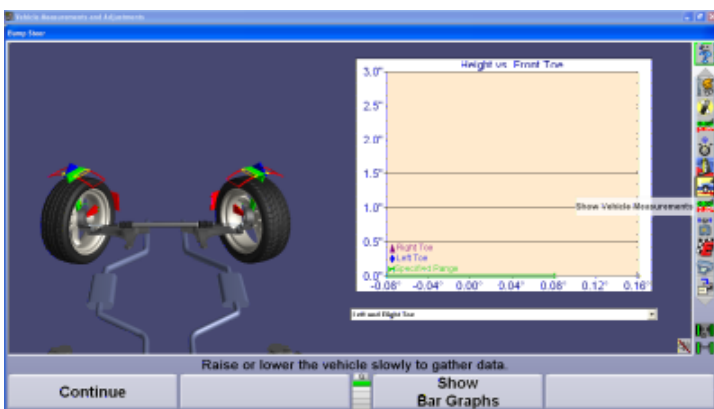 Vehicle Measurements and Adjustments
Bump Steer
Height vs. Front Toe
3.0"
2.5"
2.0"
1.5"
1.0"
Show Vehicle Measurements
0.5"
Right Toe
Left Toe
Specified Range
0.0"
-0.08° -0.04° 0.00° 0.04° 0.08° 0.12° 0.16°
Left and Right Toe
Raise or lower the vehicle slowly to gather data.
Continue
Show
Bar Graphs